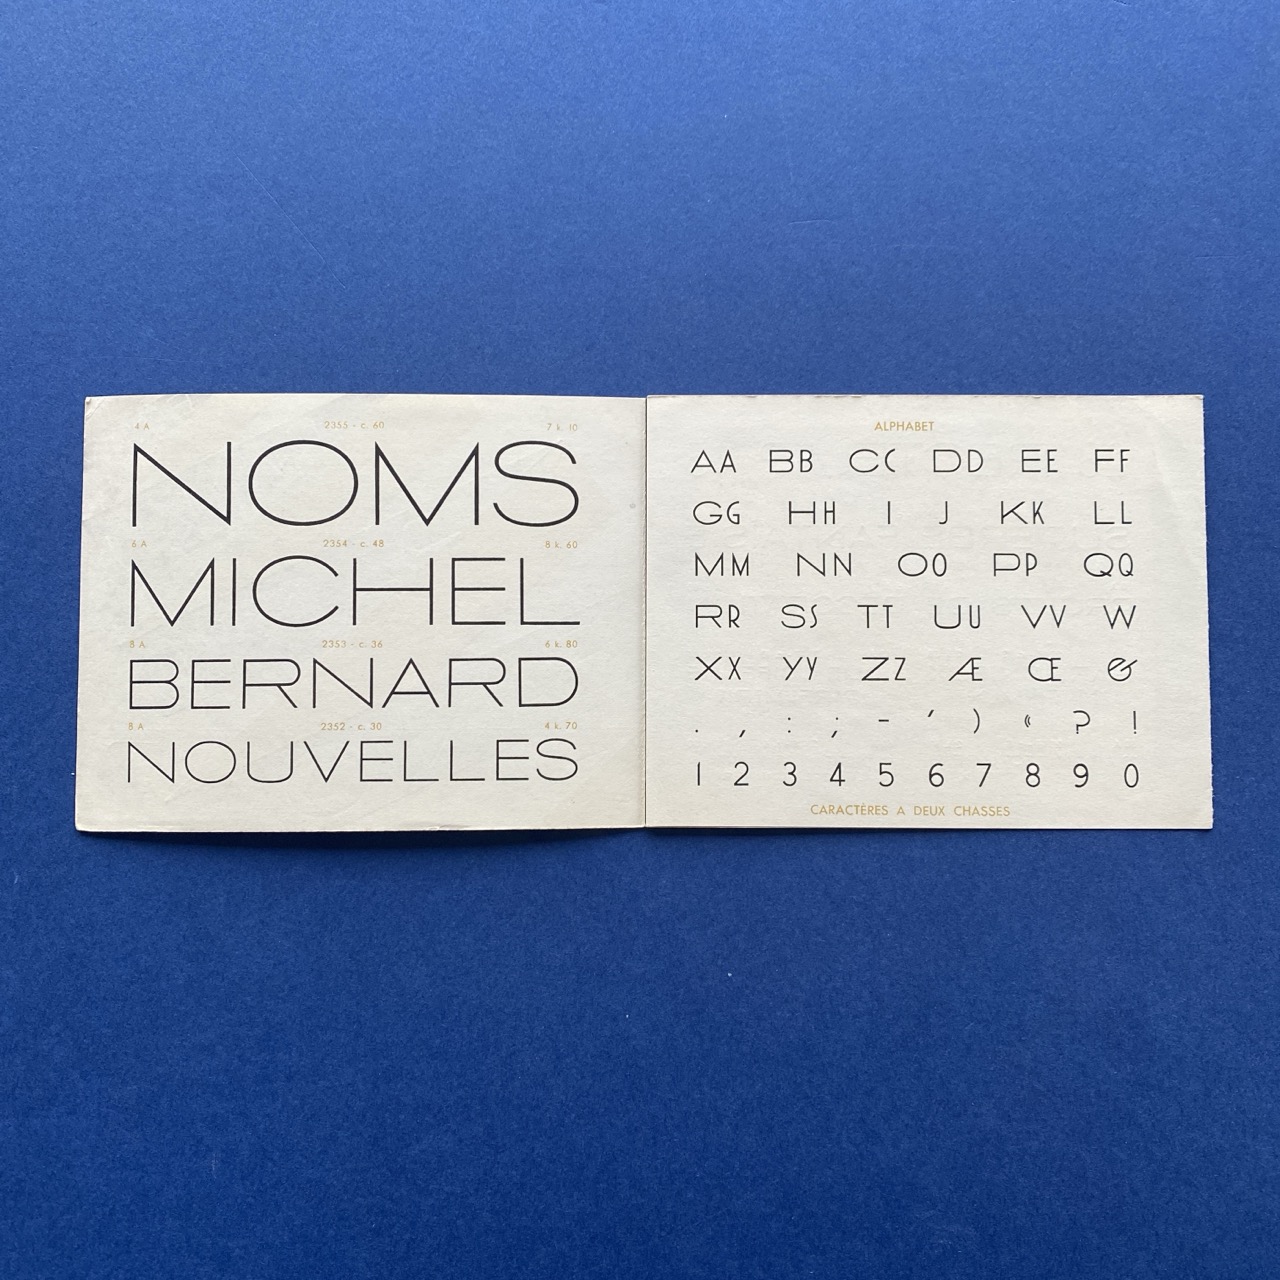 4 A 2355 - c. 60 7 k. 10
NOMS
6 A 2354 - c. 48 8 k. 60
MICHEL
8 A 2353 - c. 36 6 k. 80
BERNARD
8 A 2352 - c. 30 4 k. 70
NOUVELLES
ALPHABET
AA BB CC DD EE FF
GG HH I J KK LL
MM NN OO PP QQ
RR SS TT UU VV W
XX YY ZZ Æ Œ &
. , : ; - ’ ) « ? !
1 2 3 4 5 6 7 8 9 0
CARACTÈRES A DEUX CHASSES